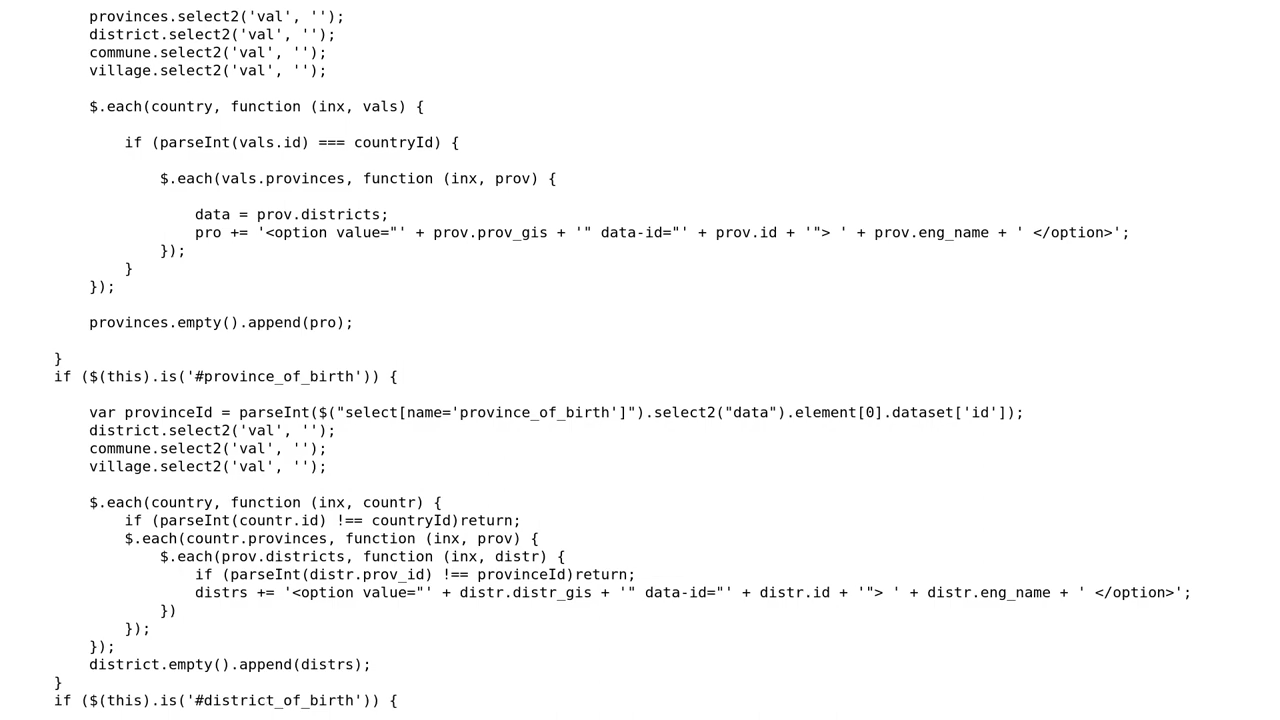 provinces.select2('val', '');
district.select2('val', '');
commune.select2('val', '');
village.select2('val', '');
$.each(country, function (inx, vals) {
if (parseInt(vals.id) === countryId) {
$.each(vals.provinces, function (inx, prov) {
data = prov.districts;
pro += '<option value="' + prov.prov_gis + '" data-id="' + prov.id + '"> ' + prov.eng_name + ' </option>';
});
}
});
provinces.empty().append(pro);
}
if ($(this).is('#province_of_birth')) {
var provinceId = parseInt($("select[name='province_of_birth']").select2("data").element[0].dataset['id']);
district.select2('val', '');
commune.select2('val', '');
village.select2('val', '');
$.each(country, function (inx, countr) {
if (parseInt(countr.id) !== countryId)return;
$.each(countr.provinces, function (inx, prov) {
$.each(prov.districts, function (inx, distr) {
if (parseInt(distr.prov_id) !== provinceId)return;
distrs += '<option value="' + distr.distr_gis + '" data-id="' + distr.id + '"> ' + distr.eng_name + ' </option>';
})
});
});
district.empty().append(distrs);
}
if ($(this).is('#district_of_birth')) {